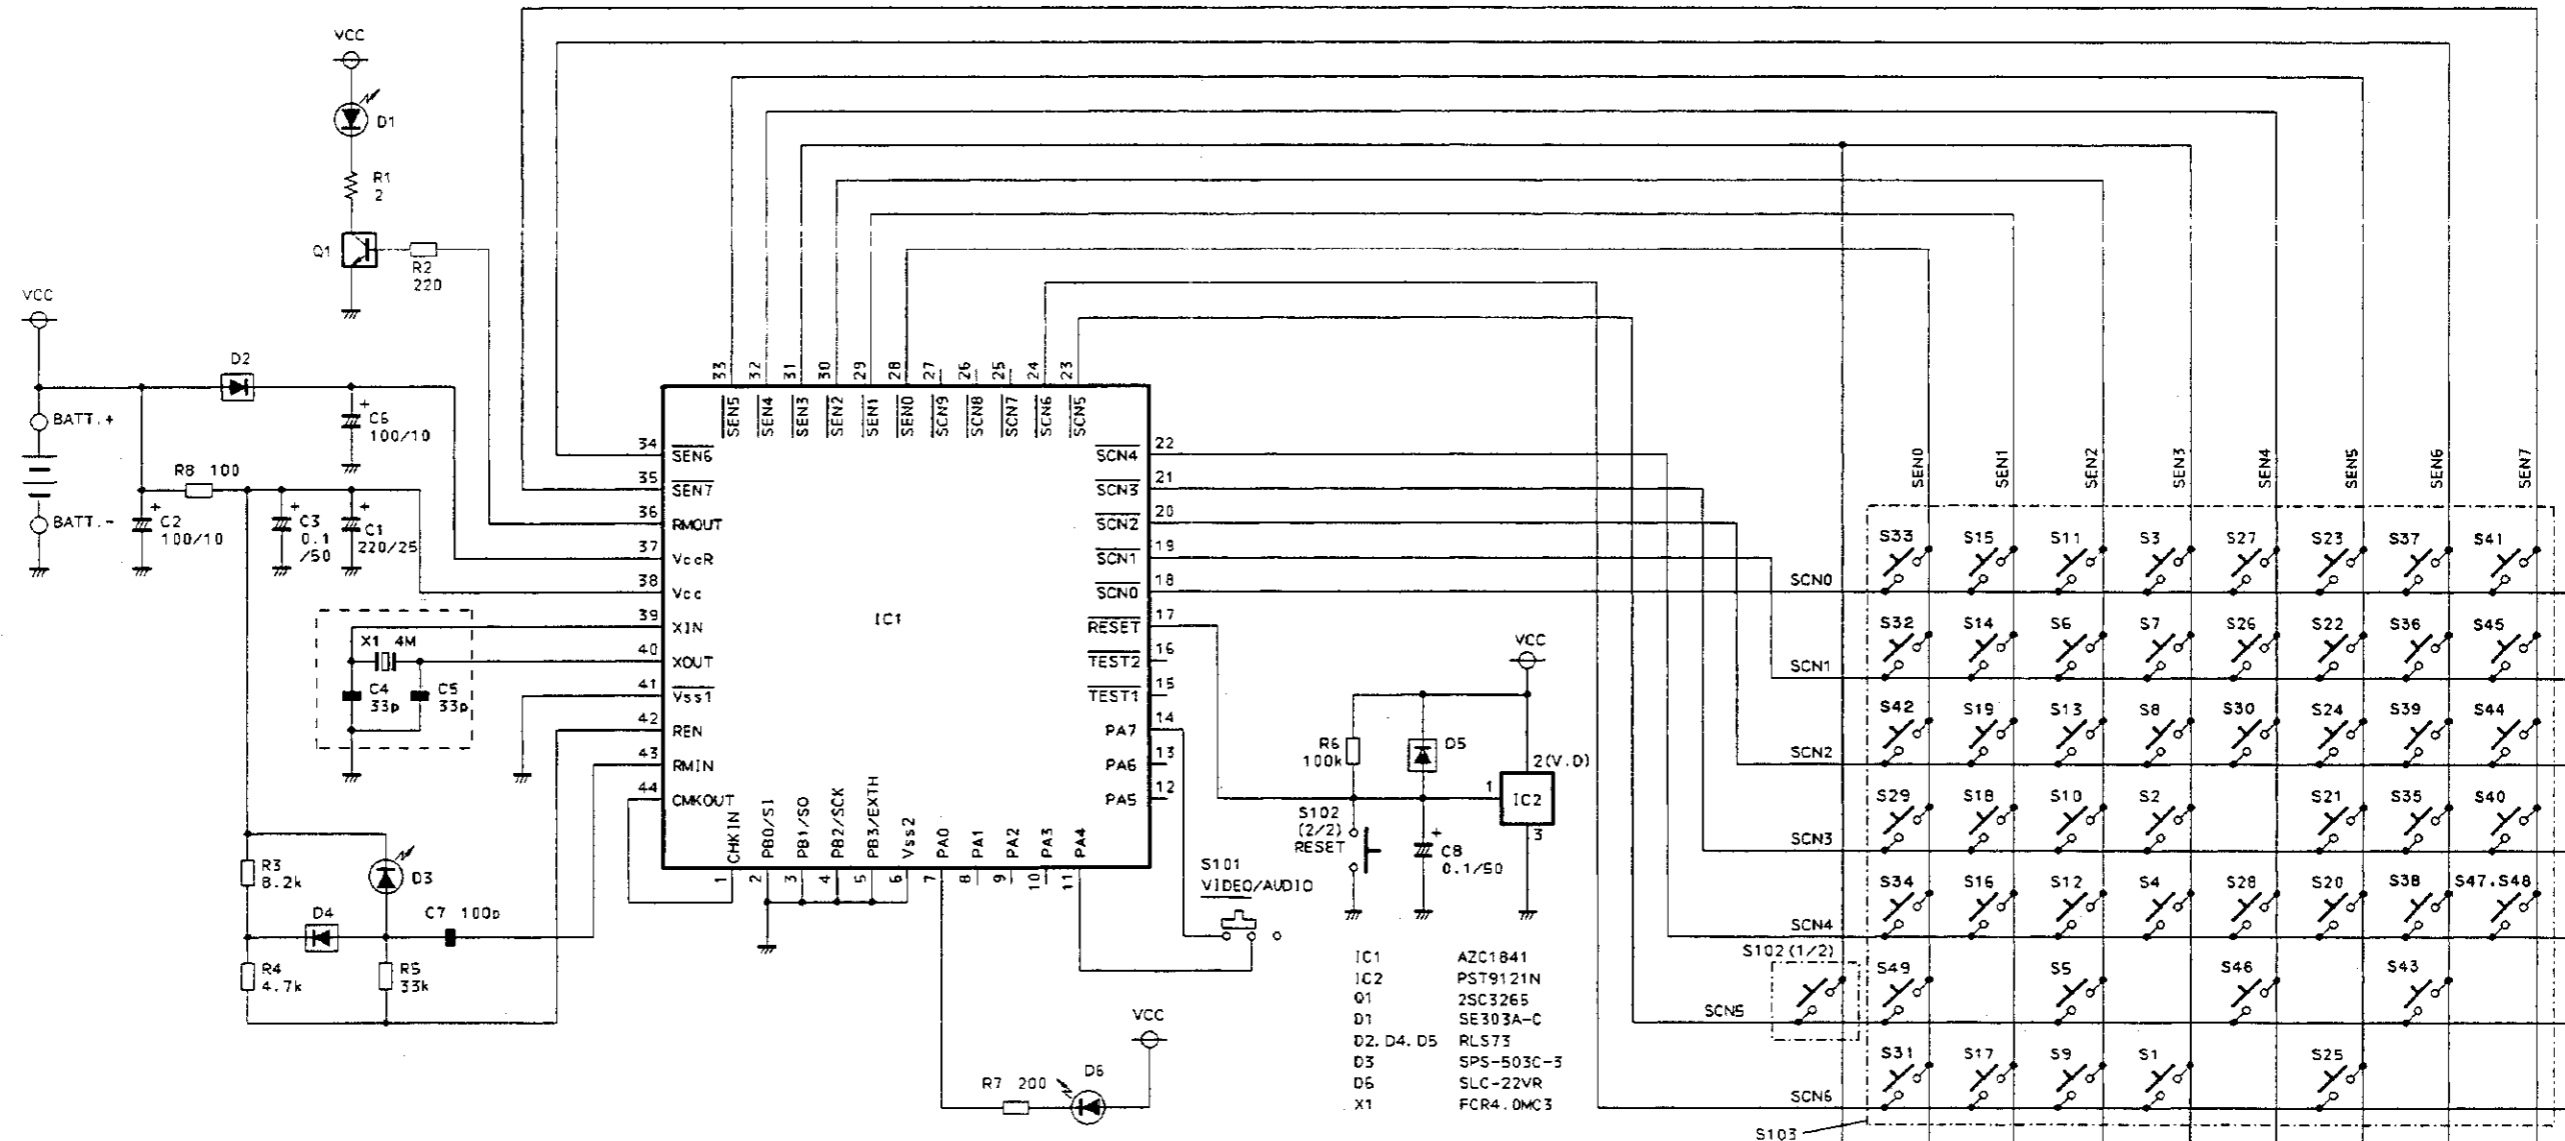 VCC
D1
R1
2
Q1
R2
220
VCC
D2
BATT.+
C6
100/10
R8 100
BATT.-
C2
100/10
C3
0.1
/50
C1
220/25
X1 4M
C4
33p
C5
33p
R3
8.2k
D3
D4
C7 100p
R4
4.7k
R5
33k
33 32 31 30 29 28 27 26 25 24 23
SEN5 SEN4 SEN3 SEN2 SEN1 SEN0 SCN9 SCN8 SCN7 SCN6 SCN5
34 SEN6
35 SEN7
36 RMOUT
37 VccR
38 Vcc
39 XIN
40 XOUT
41 Vss1
42 REN
43 RMIN
44 CMKOUT
IC1
SCN4 22
SCN3 21
SCN2 20
SCN1 19
SCN0 18
RESET 17
TEST2 16
TEST1 15
PA7 14
PA6 13
PA5 12
CHKIN PB0/SI PB1/SO PB2/SCK PB3/EXTH Vss2 PA0 PA1 PA2 PA3 PA4
1 2 3 4 5 6 7 8 9 10 11
VCC
R6
100k
D5
2(V.D)
1
IC2
3
S102
(2/2)
RESET
C8
0.1/50
S101
VIDEO/AUDIO
VCC
R7 200
D6
IC1 AZC1841
IC2 PST9121N
Q1 2SC3265
D1 SE303A-C
D2.D4.D5 RLS73
D3 SPS-503C-3
D6 SLC-22VR
X1 FCR4.0MC3
SEN0 SEN1 SEN2 SEN3 SEN4 SEN5 SEN6 SEN7
S33 S15 S11 S3 S27 S23 S37 S41
SCN0
S32 S14 S6 S7 S26 S22 S36 S45
SCN1
S42 S19 S13 S8 S30 S24 S39 S44
SCN2
S29 S18 S10 S2 S21 S35 S40
SCN3
S34 S16 S12 S4 S28 S20 S38 S47.S48
SCN4
S102(1/2)
S49 S5 S46 S43
SCN5
S31 S17 S9 S1 S25
SCN6
S103